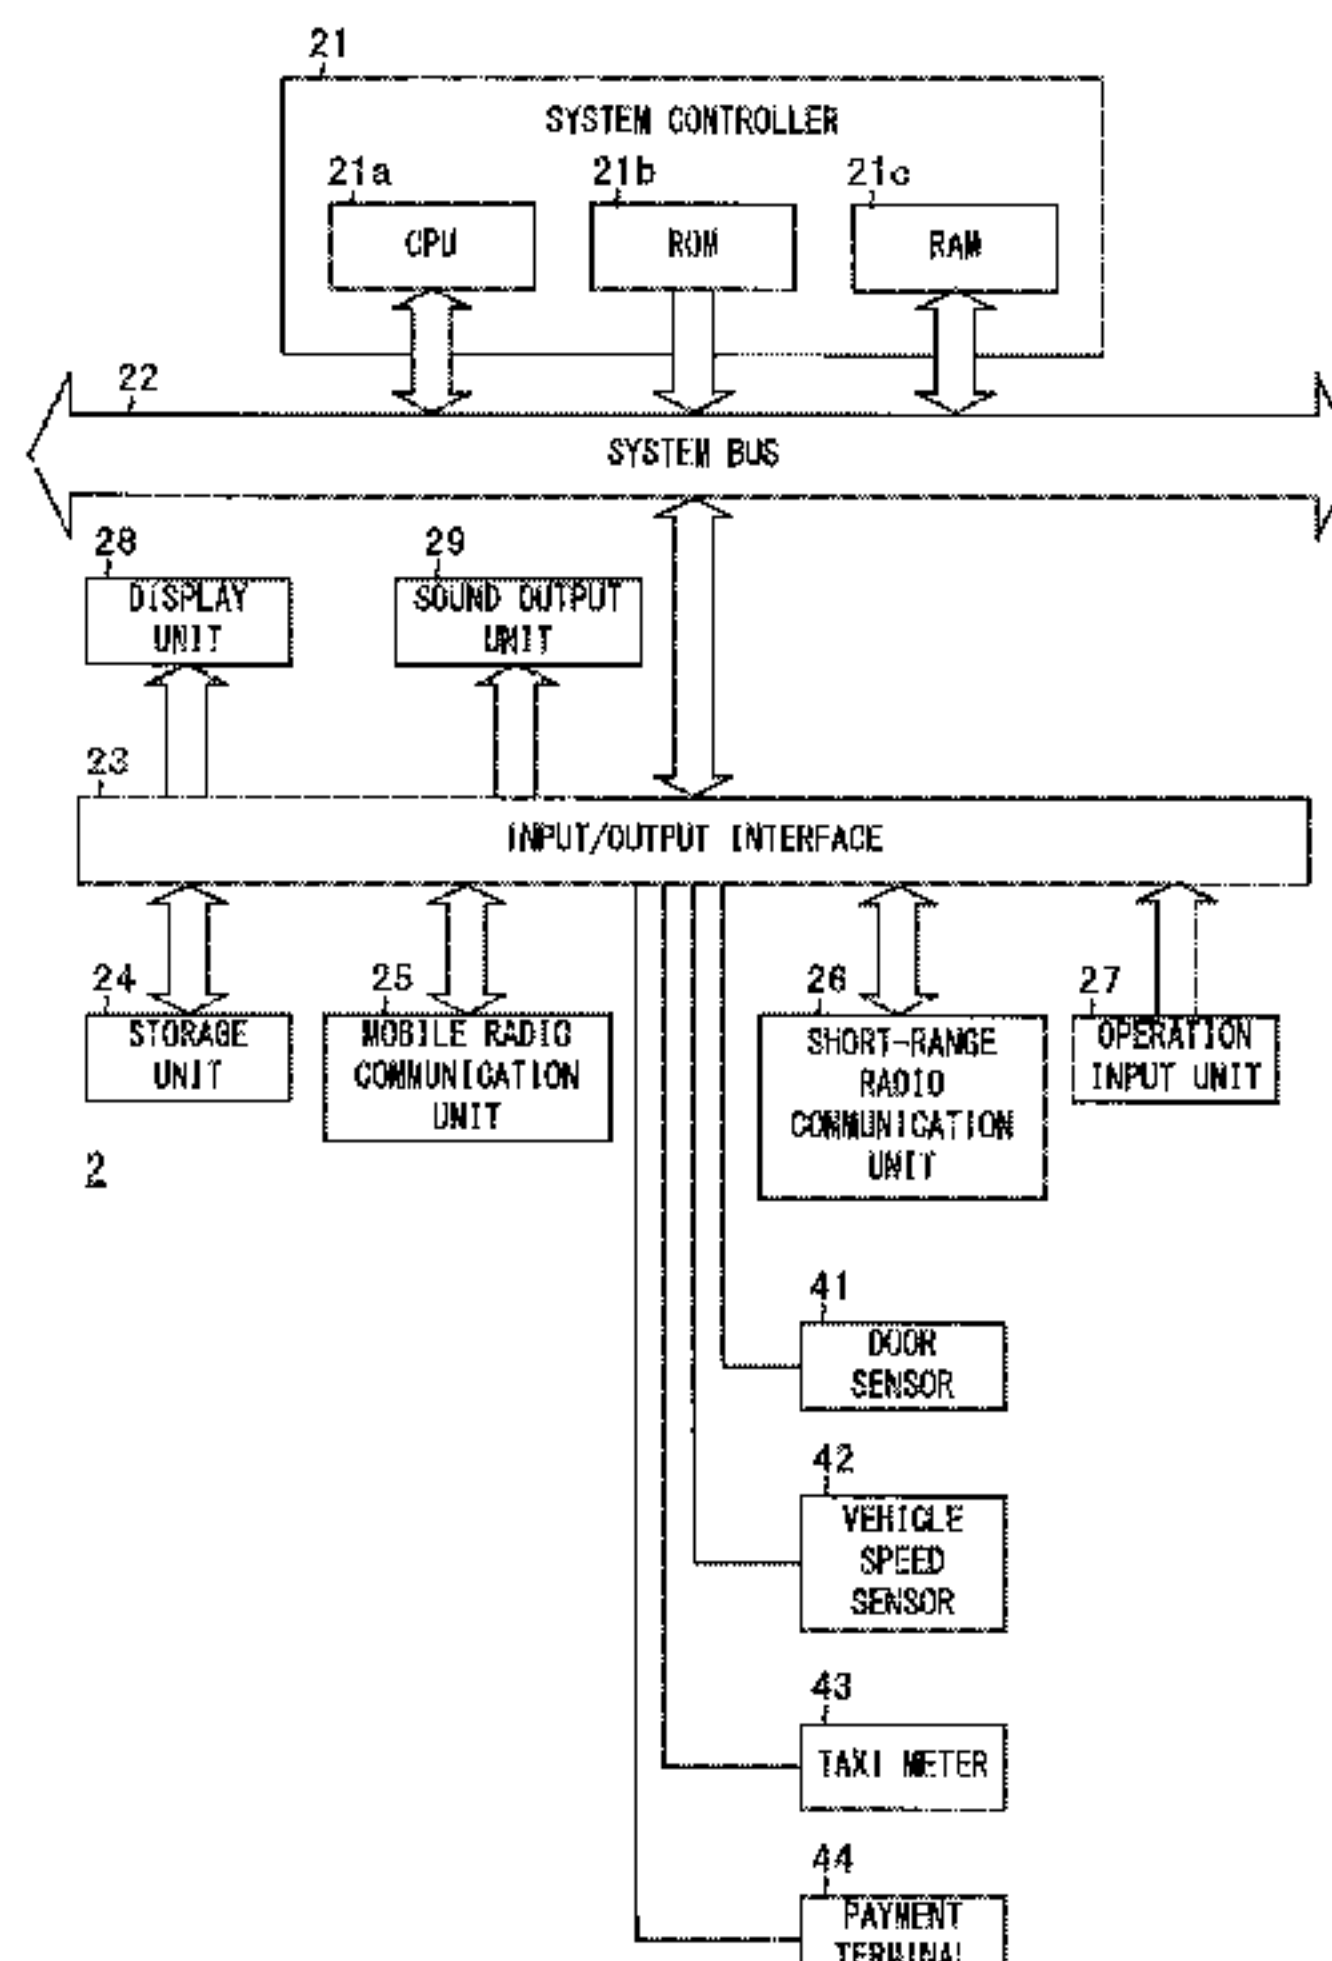 21
SYSTEM CONTROLLER
21a 21b 21c
CPU ROM RAM
22
SYSTEM BUS
28 29
DISPLAY UNIT
SOUND OUTPUT UNIT
23
INPUT/OUTPUT INTERFACE
24 25 26 27
STORAGE
UNIT
MOBILE RADIO
COMMUNICATION
UNIT
SHORT-RANGE
RADIO
COMMUNICATION
UNIT
OPERATION
INPUT UNIT
2
41
DOOR
SENSOR
42
VEHICLE
SPEED
SENSOR
43
TAXI METER
44
PAYMENT
TERMINAL